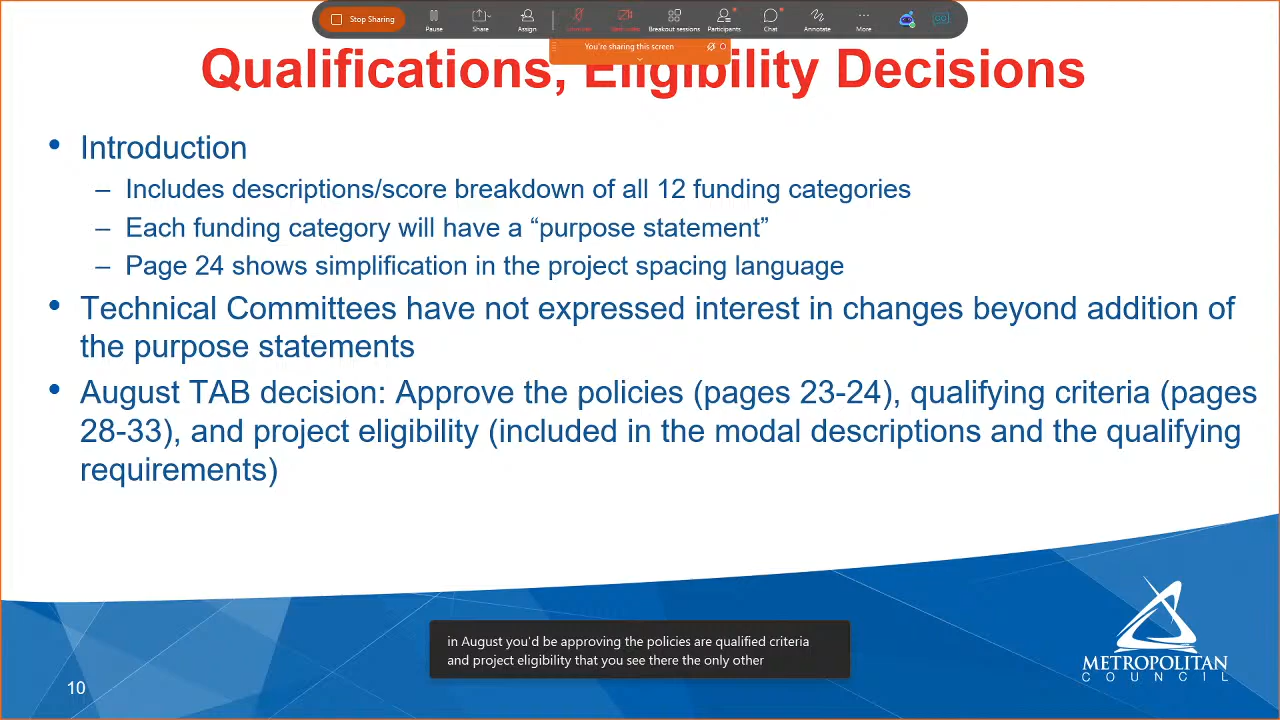 Stop Sharing
Pause
Share
Assign
Breakout sessions
Participants
Chat
Annotate
More
You're sharing this screen
Qualifications, Eligibility Decisions
• Introduction
– Includes descriptions/score breakdown of all 12 funding categories
– Each funding category will have a “purpose statement”
– Page 24 shows simplification in the project spacing language
• Technical Committees have not expressed interest in changes beyond addition of
the purpose statements
• August TAB decision: Approve the policies (pages 23-24), qualifying criteria (pages
28-33), and project eligibility (included in the modal descriptions and the qualifying
requirements)
in August you'd be approving the policies are qualified criteria
and project eligibility that you see there the only other
METROPOLITAN
COUNCIL
10